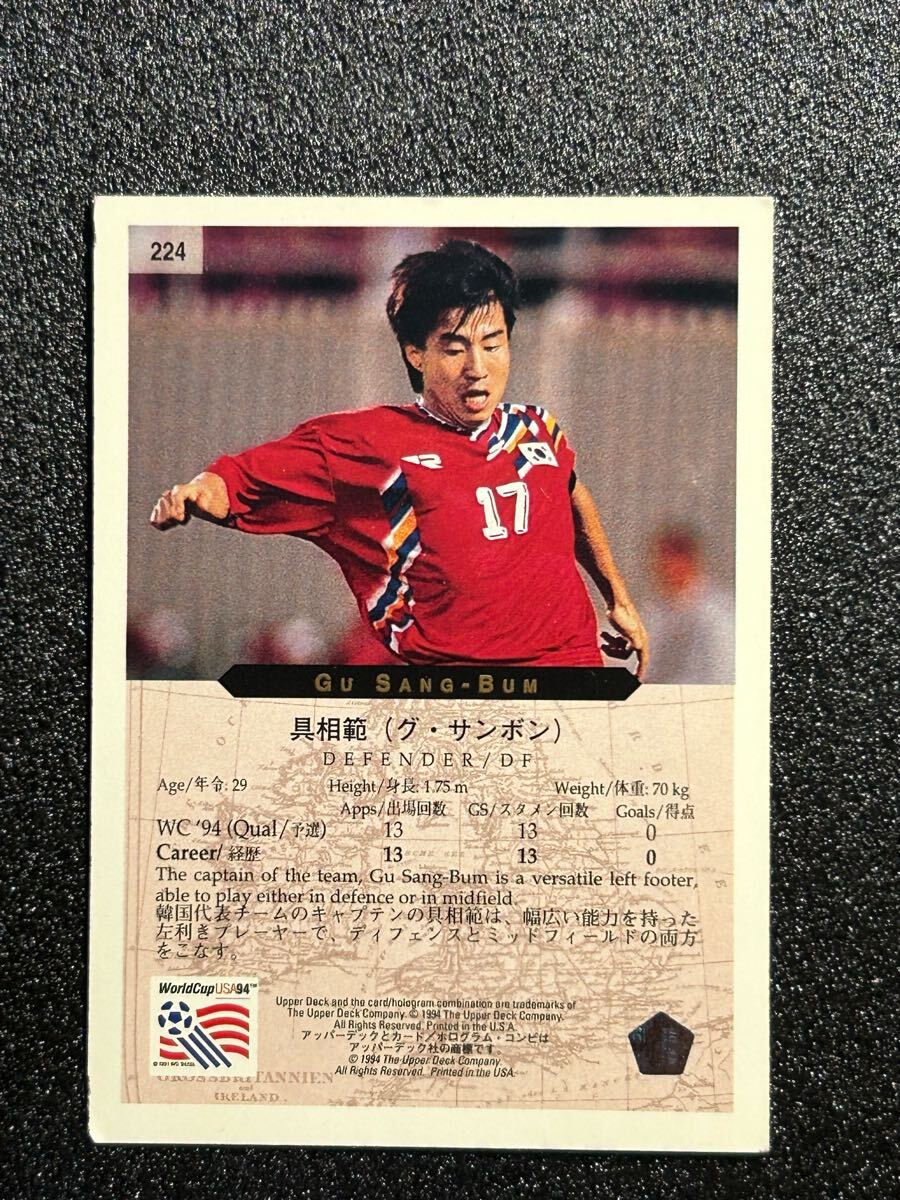 224
17
GU SANG-BUM
具相範（グ・サンボン）
DEFENDER/DF
Age/年令: 29 Height/身長: 1.75 m Weight/体重: 70 kg
Apps/出場回数 GS/スタメン回数 Goals/得点
WC '94 (Qual/予選) 13 13 0
Career/経歴 13 13 0
The captain of the team, Gu Sang-Bum is a versatile left footer,
able to play either in defence or in midfield.
韓国代表チームのキャプテンの具相範は、幅広い能力を持った
左利きプレーヤーで、ディフェンスとミッドフィールドの両方
をこなす。
WorldCupUSA94™
Upper Deck and the card/hologram combination are trademarks of
The Upper Deck Company. © 1994 The Upper Deck Company.
All Rights Reserved. Printed in the U.S.A.
アッパーデックとカード／ホログラム・コンビは
アッパーデック社の商標です
© 1994 The Upper Deck Company.
All Rights Reserved. Printed in the USA.
GROSSBRITANNIEN
und
IRELAND